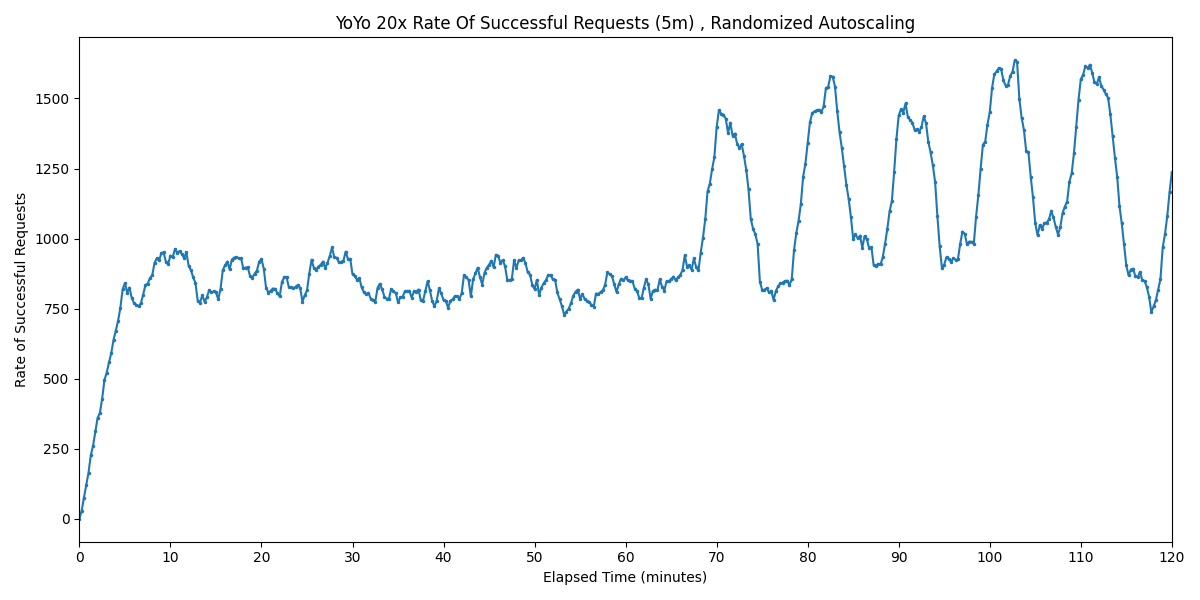 YoYo 20x Rate Of Successful Requests (5m) , Randomized Autoscaling
Rate of Successful Requests
1500
1250
1000
750
500
250
0
0 10 20 30 40 50 60 70 80 90 100 110 120
Elapsed Time (minutes)